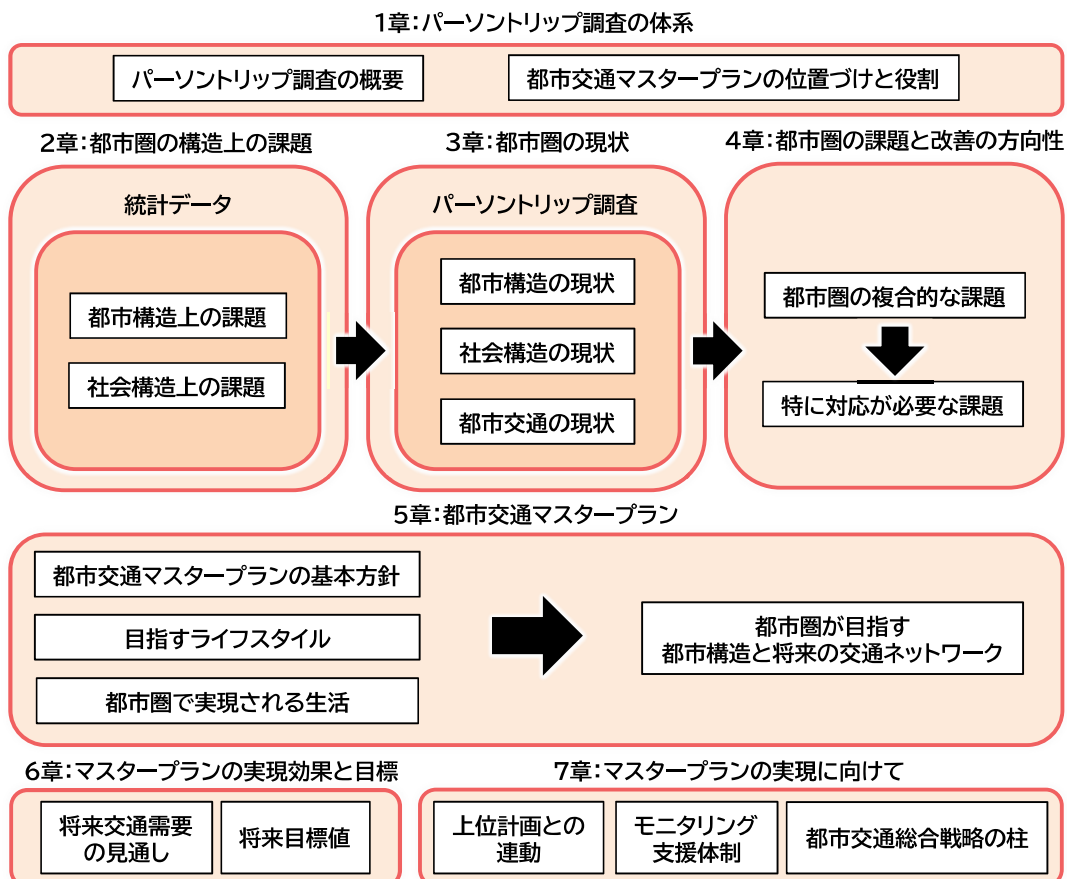 1章：パーソントリップ調査の体系
パーソントリップ調査の概要
都市交通マスタープランの位置づけと役割
2章：都市圏の構造上の課題
統計データ
都市構造上の課題
社会構造上の課題
3章：都市圏の現状
パーソントリップ調査
都市構造の現状
社会構造の現状
都市交通の現状
4章：都市圏の課題と改善の方向性
都市圏の複合的な課題
特に対応が必要な課題
5章：都市交通マスタープラン
都市交通マスタープランの基本方針
目指すライフスタイル
都市圏で実現される生活
都市圏が目指す
都市構造と将来の交通ネットワーク
6章：マスタープランの実現効果と目標
将来交通需要
の見通し
将来目標値
7章：マスタープランの実現に向けて
上位計画との
連動
モニタリング
支援体制
都市交通総合戦略の柱